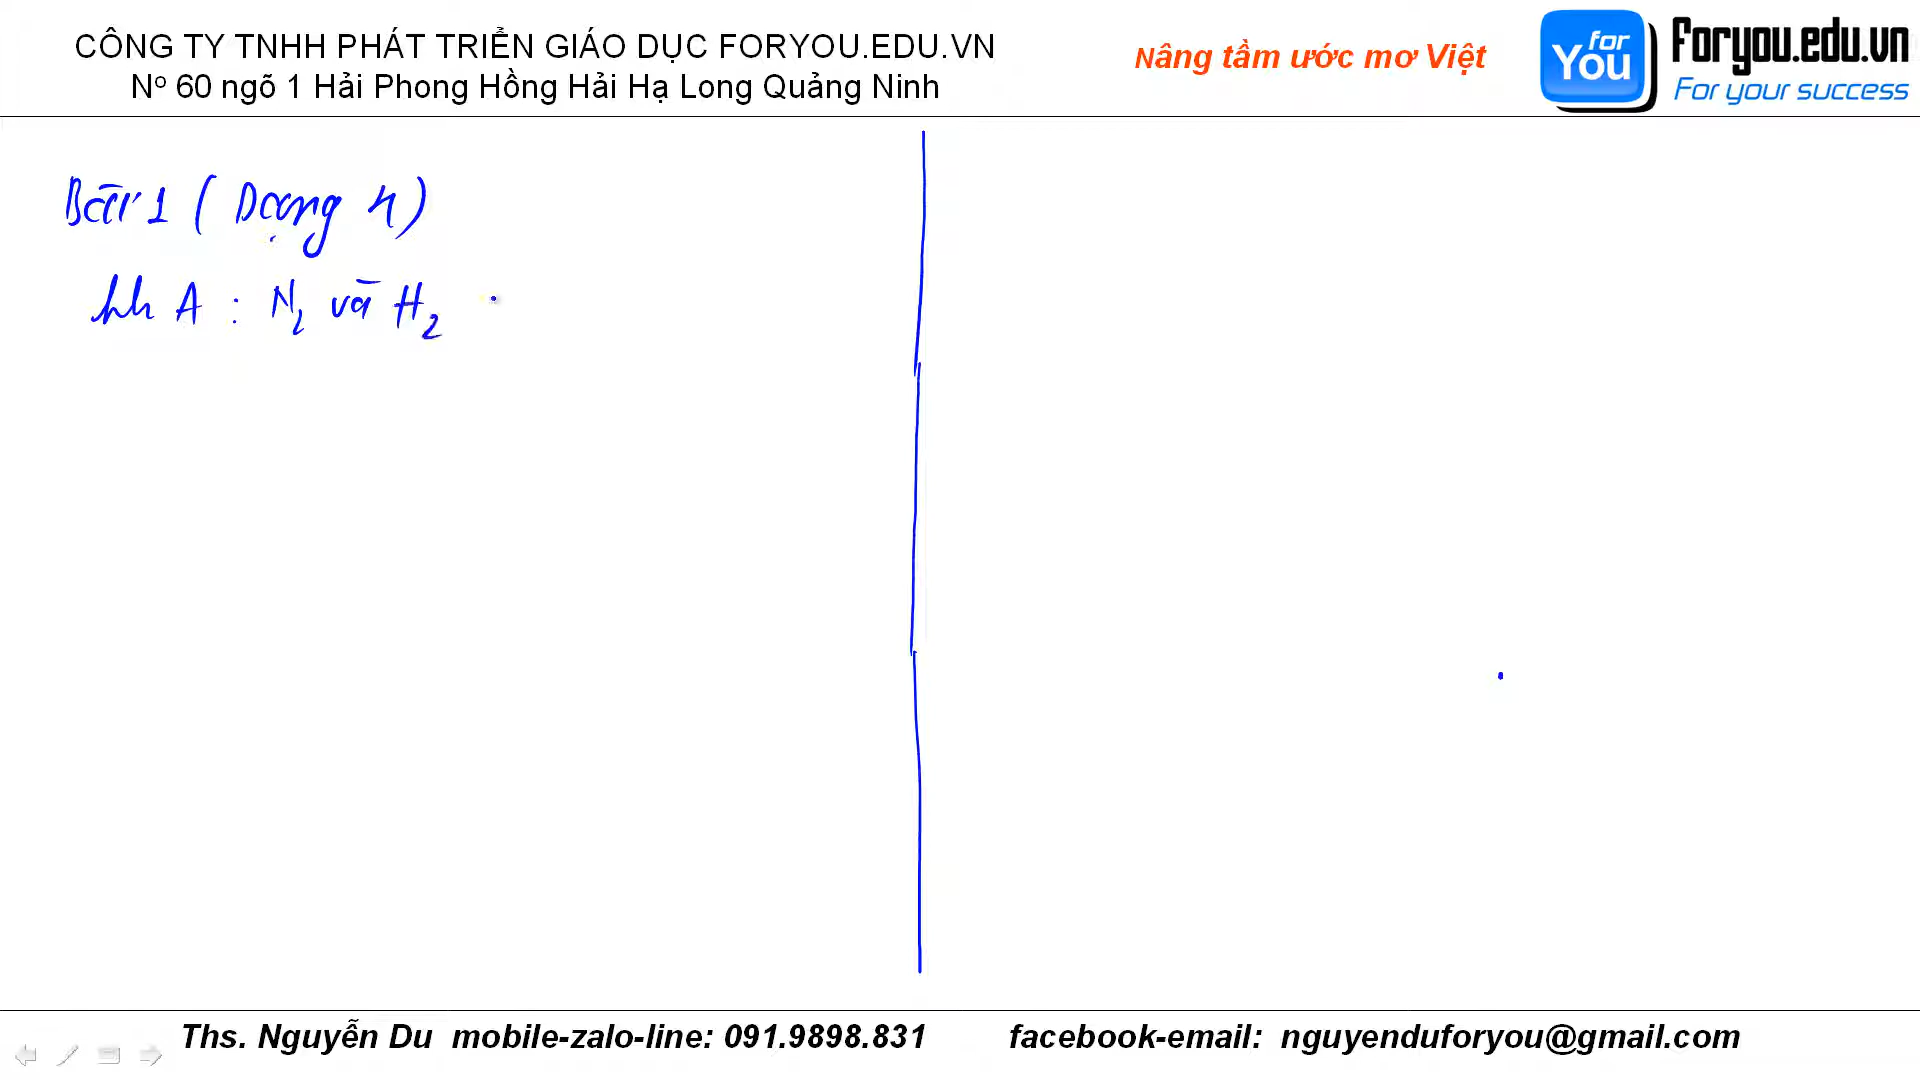 CÔNG TY TNHH PHÁT TRIỂN GIÁO DỤC FORYOU.EDU.VN
Nº 60 ngõ 1 Hải Phong Hồng Hải Hạ Long Quảng Ninh
Nâng tầm ước mơ Việt
for
You
Foryou.edu.vn
For your success
Bài 1 (Dạng 4)
hh A : N₂ và H₂
Ths. Nguyễn Du mobile-zalo-line: 091.9898.831 facebook-email: nguyenduforyou@gmail.com